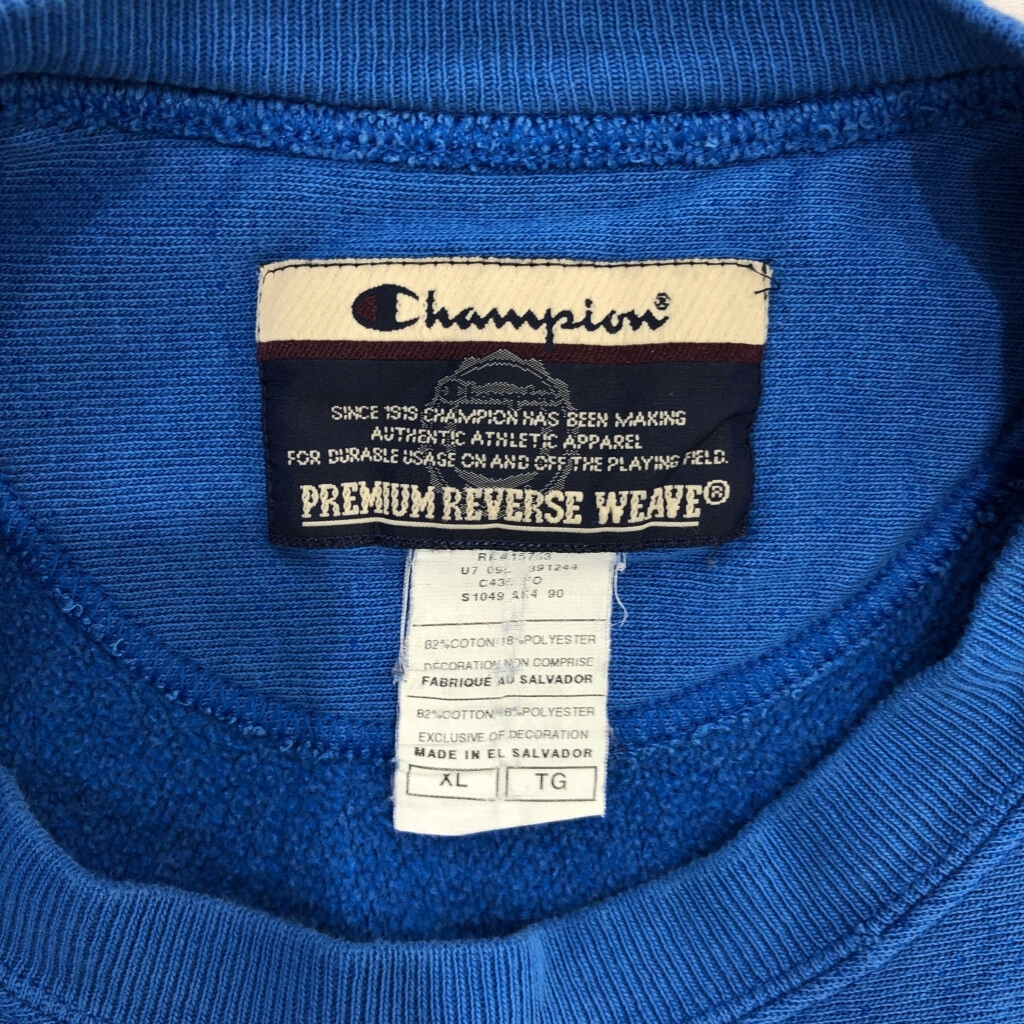 Champion®
SINCE 1919 CHAMPION HAS BEEN MAKING
AUTHENTIC ATHLETIC APPAREL
FOR DURABLE USAGE ON AND OFF THE PLAYING FIELD.
PREMIUM REVERSE WEAVE®
U7
S1049 90
82%COTON/18%POLYESTER
DÉCORATION NON COMPRISE
FABRIQUÉ AU SALVADOR
82%COTTON/18%POLYESTER
EXCLUSIVE OF DECORATION
MADE IN EL SALVADOR
XL TG